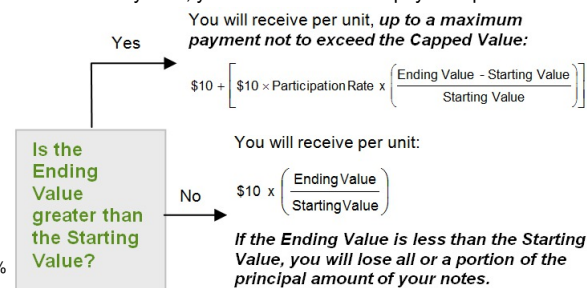 You will receive per unit, up to a maximum
payment not to exceed the Capped Value:
Yes
$10 + [ $10 × Participation Rate x ( Ending Value - Starting Value / Starting Value ) ]
Is the
Ending
Value
greater than
the Starting
Value?
No
You will receive per unit:
$10 x ( Ending Value / Starting Value )
If the Ending Value is less than the Starting
Value, you will lose all or a portion of the
principal amount of your notes.
%